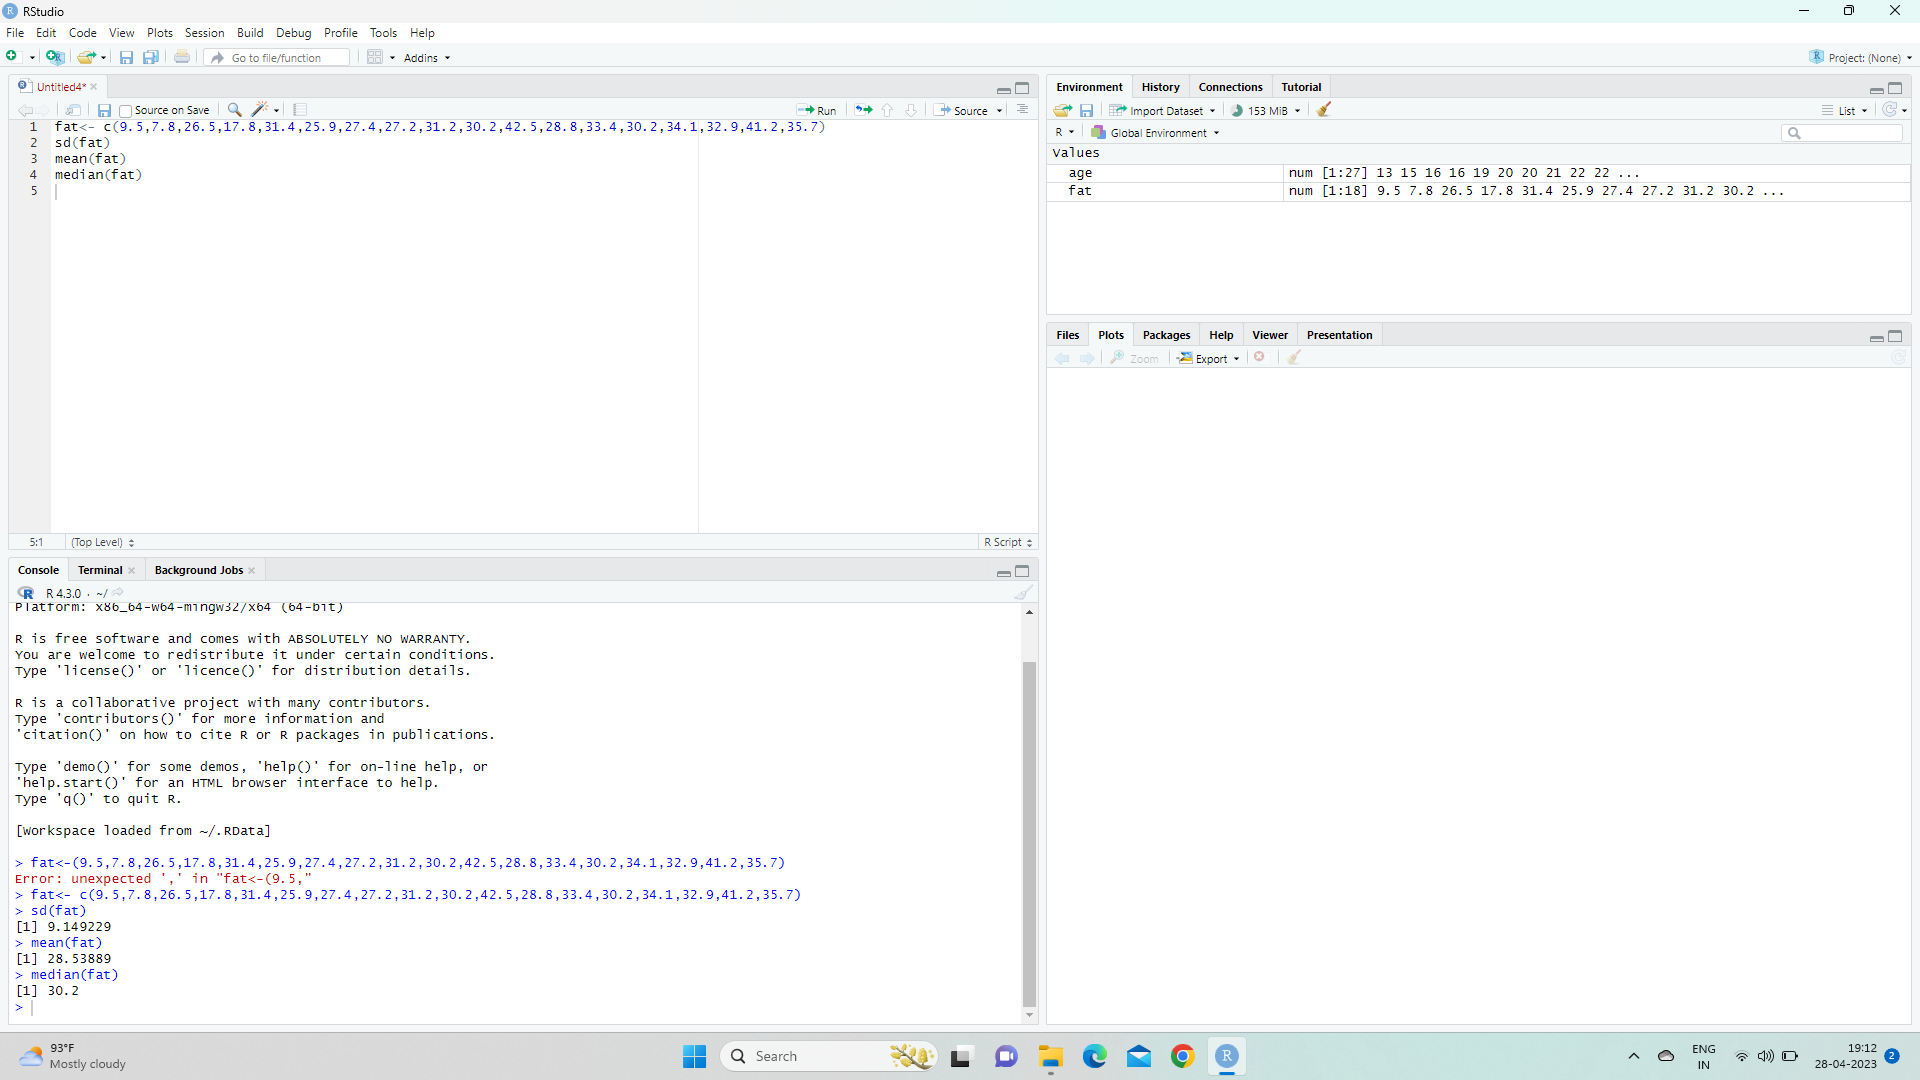 RStudio
File Edit Code View Plots Session Build Debug Profile Tools Help
Go to file/function Addins Project: (None)
Untitled4*
Source on Save Run Source
1 fat<- c(9.5,7.8,26.5,17.8,31.4,25.9,27.4,27.2,31.2,30.2,42.5,28.8,33.4,30.2,34.1,32.9,41.2,35.7)
2 sd(fat)
3 mean(fat)
4 median(fat)
5
5:1 (Top Level) R Script
Console Terminal Background Jobs
R 4.3.0 · ~/
Platform: x86_64-w64-mingw32/x64 (64-bit)
R is free software and comes with ABSOLUTELY NO WARRANTY.
You are welcome to redistribute it under certain conditions.
Type 'license()' or 'licence()' for distribution details.
R is a collaborative project with many contributors.
Type 'contributors()' for more information and
'citation()' on how to cite R or R packages in publications.
Type 'demo()' for some demos, 'help()' for on-line help, or
'help.start()' for an HTML browser interface to help.
Type 'q()' to quit R.
[Workspace loaded from ~/.RData]
> fat<-(9.5,7.8,26.5,17.8,31.4,25.9,27.4,27.2,31.2,30.2,42.5,28.8,33.4,30.2,34.1,32.9,41.2,35.7)
Error: unexpected ',' in "fat<-(9.5,"
> fat<- c(9.5,7.8,26.5,17.8,31.4,25.9,27.4,27.2,31.2,30.2,42.5,28.8,33.4,30.2,34.1,32.9,41.2,35.7)
> sd(fat)
[1] 9.149229
> mean(fat)
[1] 28.53889
> median(fat)
[1] 30.2
>
Environment History Connections Tutorial
Import Dataset 153 MiB List
R Global Environment
Values
age num [1:27] 13 15 16 16 19 20 20 21 22 22 ...
fat num [1:18] 9.5 7.8 26.5 17.8 31.4 25.9 27.4 27.2 31.2 30.2 ...
Files Plots Packages Help Viewer Presentation
Zoom Export
93°F
Mostly cloudy
Search
ENG
IN
19:12
28-04-2023
2